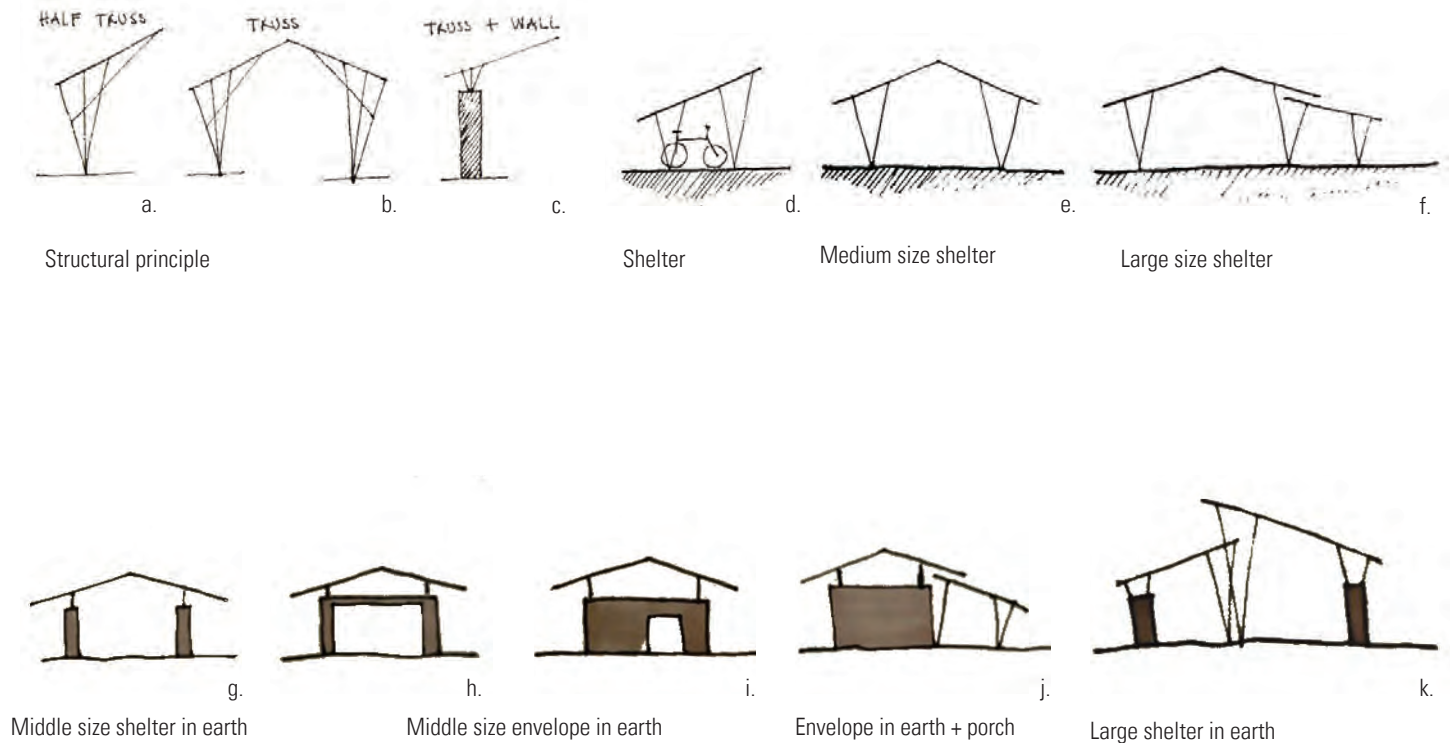 HALF TRUSS
TRUSS
TRUSS + WALL
a.
b.
c.
d.
e.
f.
Structural principle
Shelter
Medium size shelter
Large size shelter
g.
h.
i.
j.
k.
Middle size shelter in earth
Middle size envelope in earth
Envelope in earth + porch
Large shelter in earth